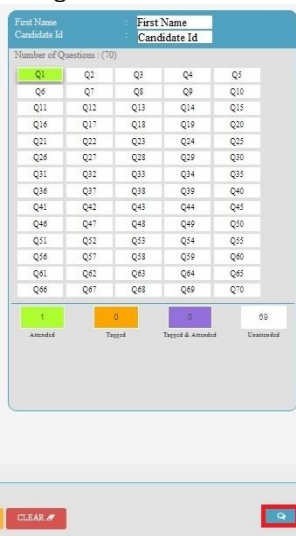 First Name : First Name
Candidate Id : Candidate Id
Number of Questions : (70)
Q1 Q2 Q3 Q4 Q5
Q6 Q7 Q8 Q9 Q10
Q11 Q12 Q13 Q14 Q15
Q16 Q17 Q18 Q19 Q20
Q21 Q22 Q23 Q24 Q25
Q26 Q27 Q28 Q29 Q30
Q31 Q32 Q33 Q34 Q35
Q36 Q37 Q38 Q39 Q40
Q41 Q42 Q43 Q44 Q45
Q46 Q47 Q48 Q49 Q50
Q51 Q52 Q53 Q54 Q55
Q56 Q57 Q58 Q59 Q60
Q61 Q62 Q63 Q64 Q65
Q66 Q67 Q68 Q69 Q70
1 0 0 69
Attended Tagged Tagged & Attended Unattended
CLEAR